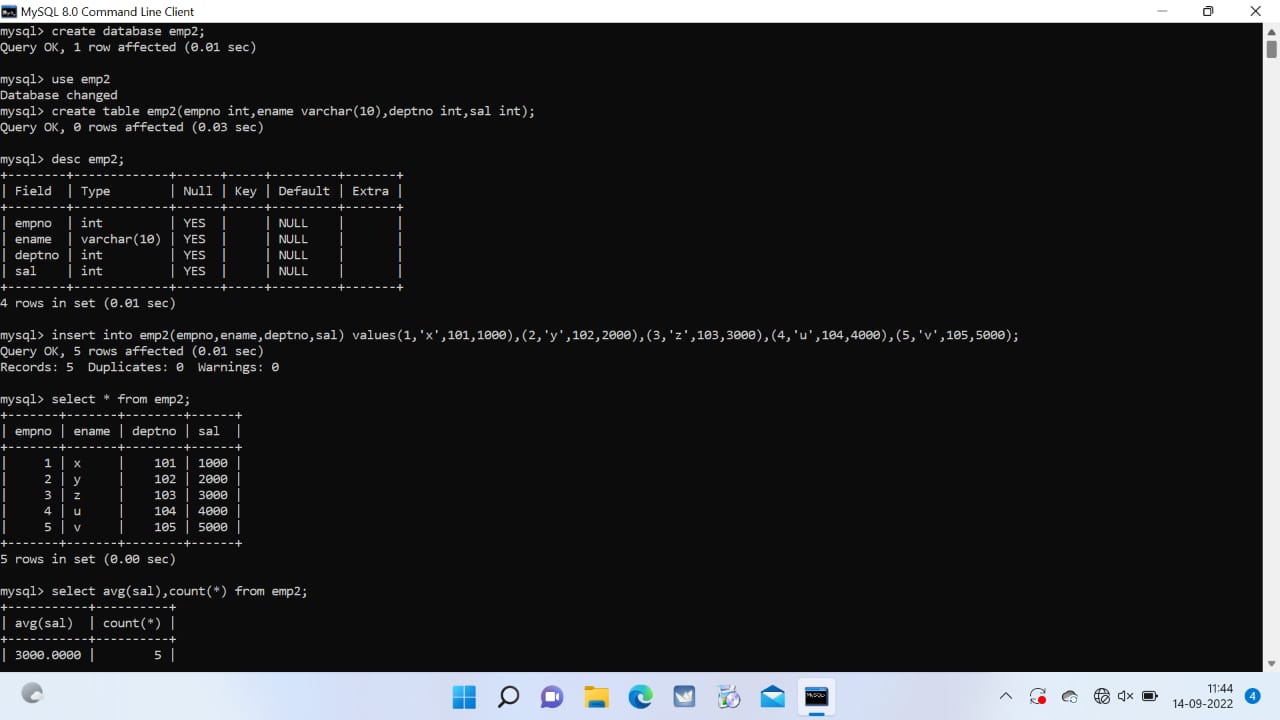 MySQL 8.0 Command Line Client
mysql> create database emp2;
Query OK, 1 row affected (0.01 sec)
mysql> use emp2
Database changed
mysql> create table emp2(empno int,ename varchar(10),deptno int,sal int);
Query OK, 0 rows affected (0.03 sec)
mysql> desc emp2;
+---------+-------------+------+-----+---------+-------+
| Field   | Type        | Null | Key | Default | Extra |
+---------+-------------+------+-----+---------+-------+
| empno   | int         | YES  |     | NULL    |       |
| ename   | varchar(10) | YES  |     | NULL    |       |
| deptno  | int         | YES  |     | NULL    |       |
| sal     | int         | YES  |     | NULL    |       |
+---------+-------------+------+-----+---------+-------+
4 rows in set (0.01 sec)
mysql> insert into emp2(empno,ename,deptno,sal) values(1,'x',101,1000),(2,'y',102,2000),(3,'z',103,3000),(4,'u',104,4000),(5,'v',105,5000);
Query OK, 5 rows affected (0.01 sec)
Records: 5  Duplicates: 0  Warnings: 0
mysql> select * from emp2;
+-------+-------+--------+------+
| empno | ename | deptno | sal  |
+-------+-------+--------+------+
|     1 | x     |    101 | 1000 |
|     2 | y     |    102 | 2000 |
|     3 | z     |    103 | 3000 |
|     4 | u     |    104 | 4000 |
|     5 | v     |    105 | 5000 |
+-------+-------+--------+------+
5 rows in set (0.00 sec)
mysql> select avg(sal),count(*) from emp2;
+-----------+----------+
| avg(sal)  | count(*) |
+-----------+----------+
| 3000.0000 |        5 |
11:44
14-09-2022
4